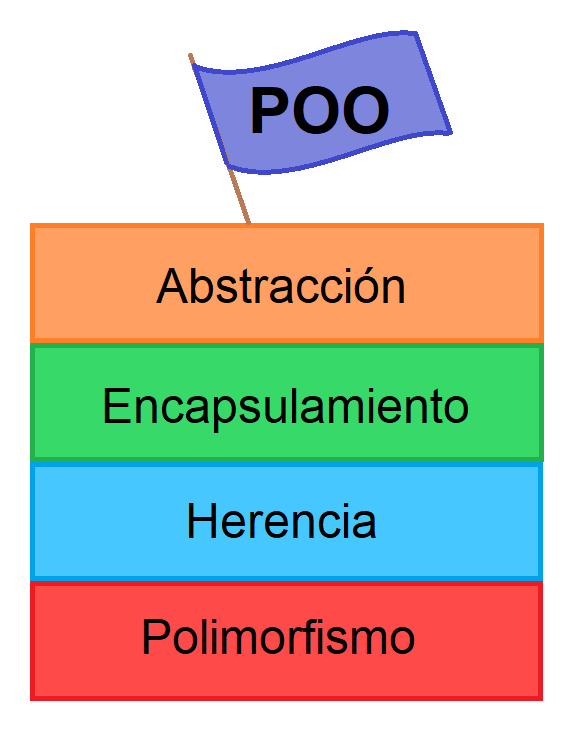 POO
Abstracción
Encapsulamiento
Herencia
Polimorfismo